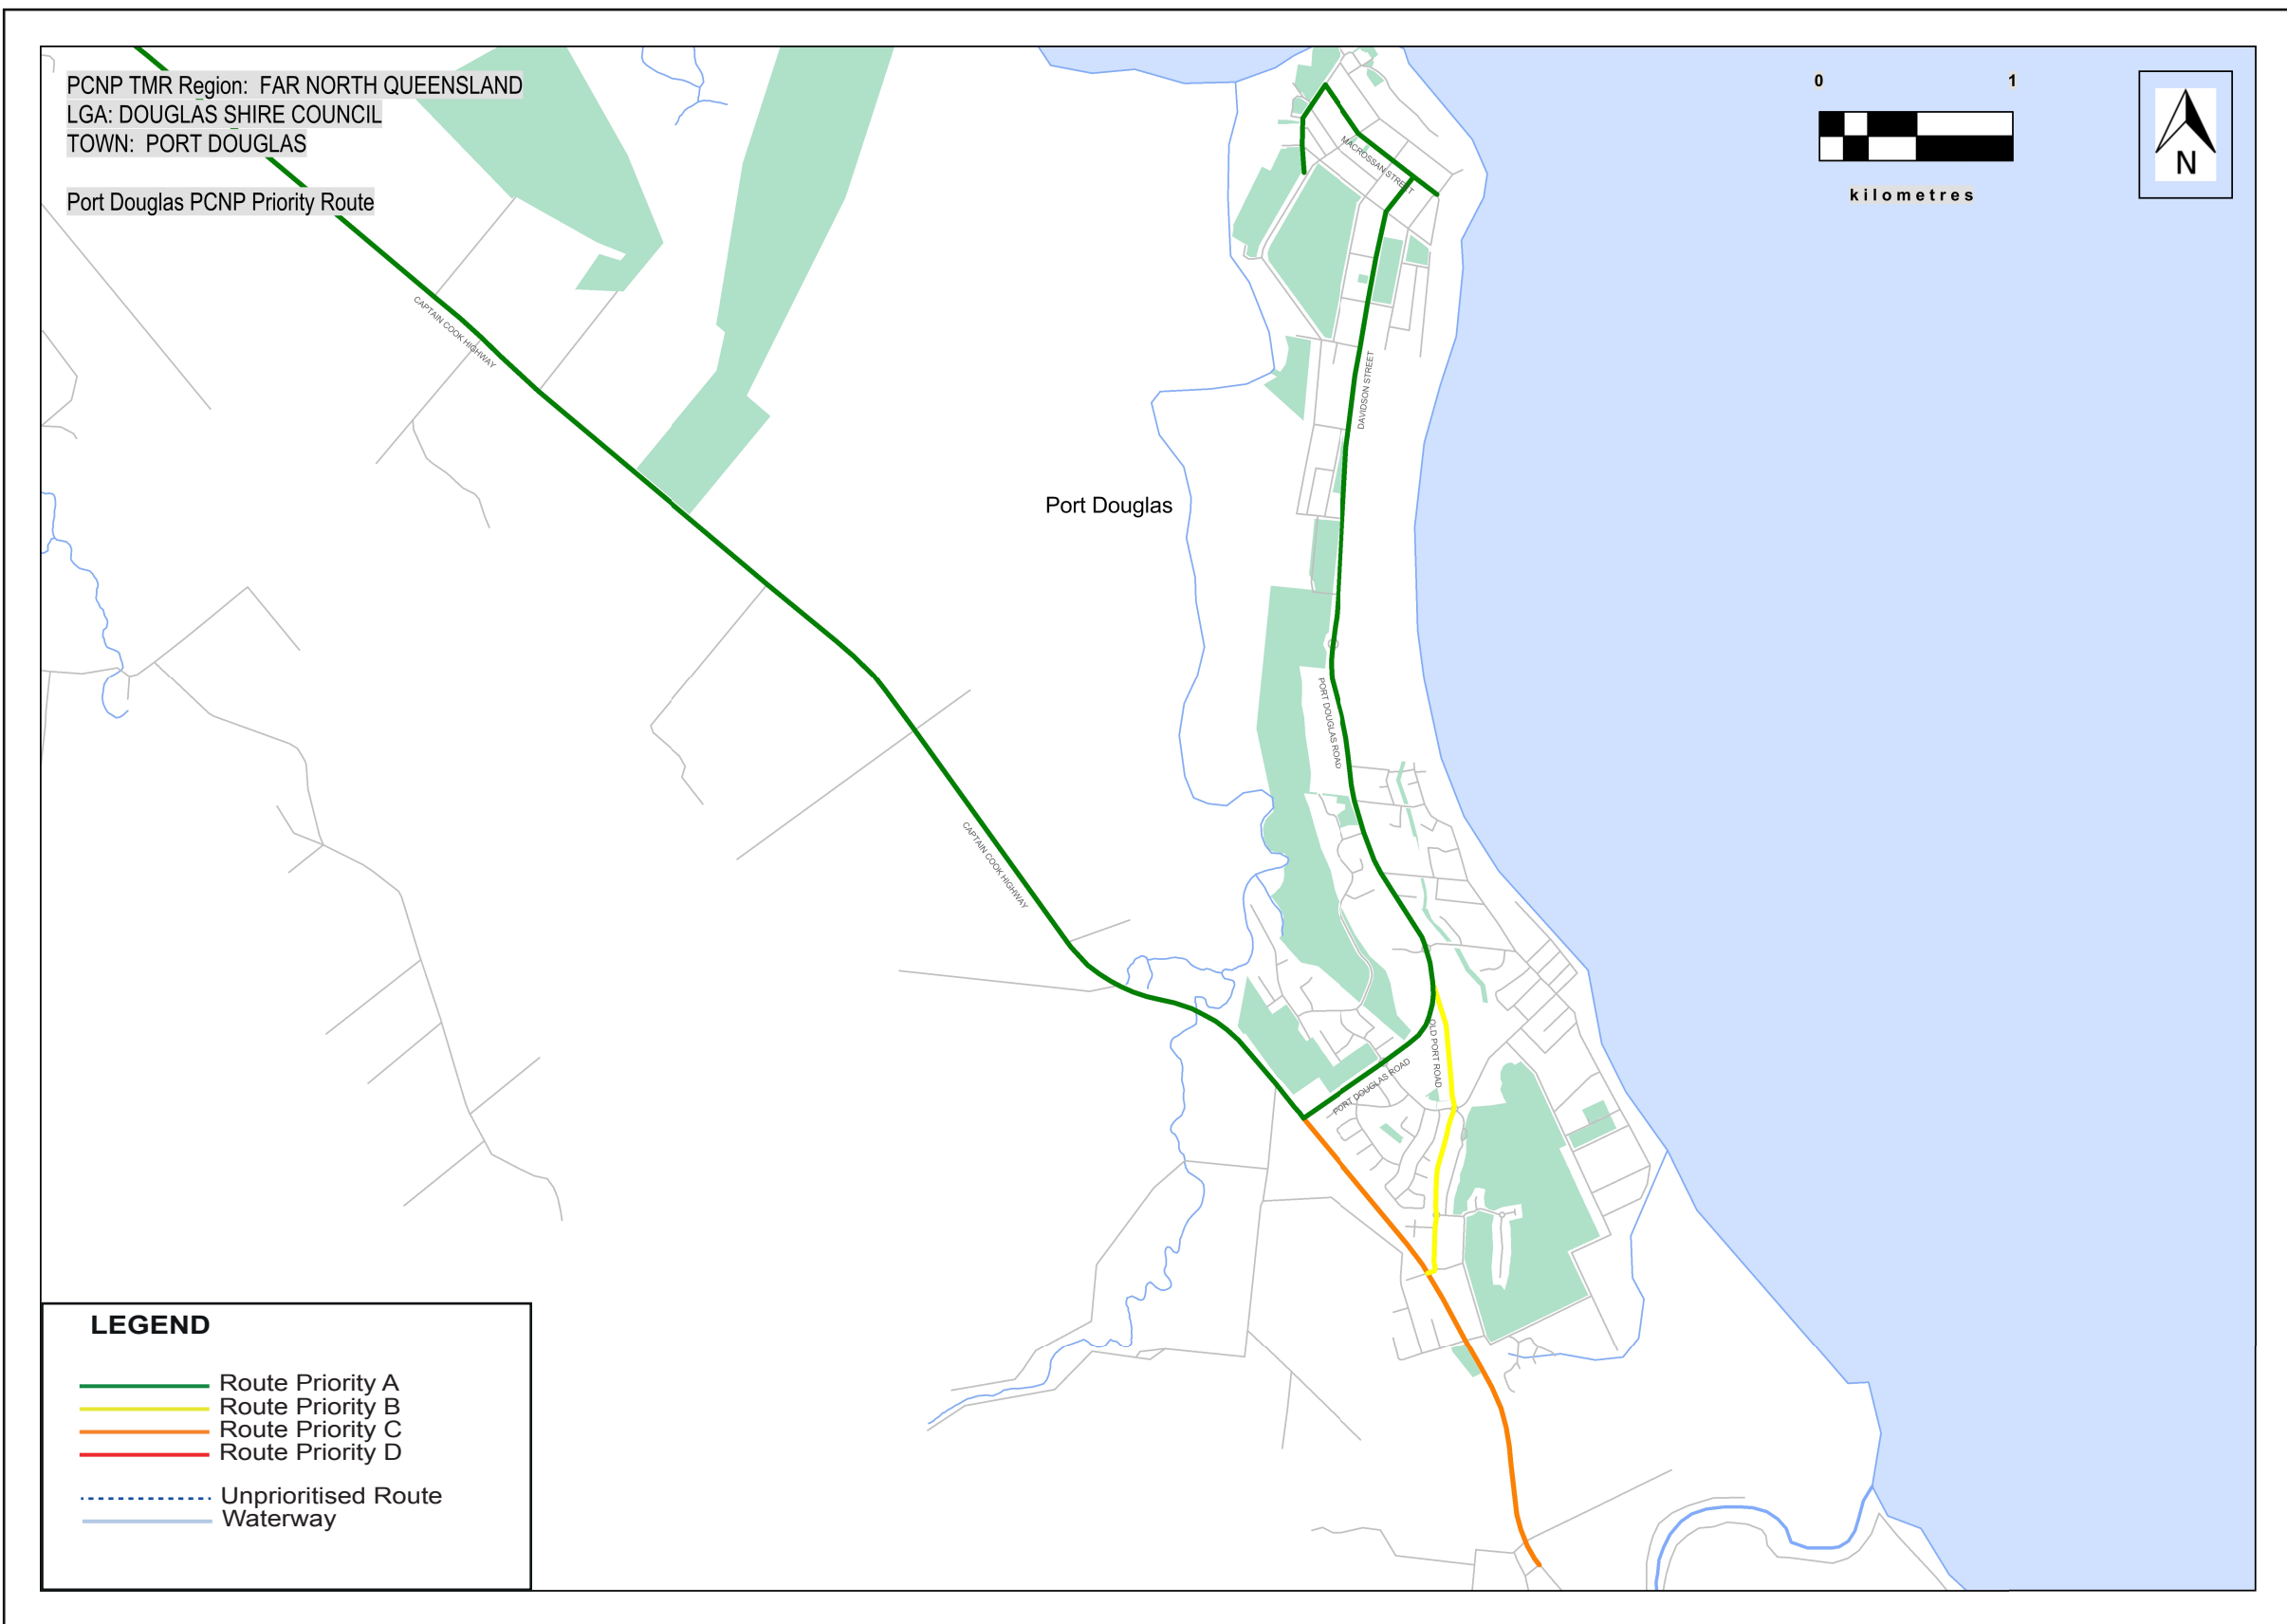 PCNP TMR Region: FAR NORTH QUEENSLAND
LGA: DOUGLAS SHIRE COUNCIL
TOWN: PORT DOUGLAS
Port Douglas PCNP Priority Route
0 1
kilometres
N
MACROSSAN STREET
CAPTAIN COOK HIGHWAY
DAVIDSON STREET
Port Douglas
PORT DOUGLAS ROAD
CAPTAIN COOK HIGHWAY
OLD PORT ROAD
PORT DOUGLAS ROAD
LEGEND
Route Priority A
Route Priority B
Route Priority C
Route Priority D
Unprioritised Route
Waterway